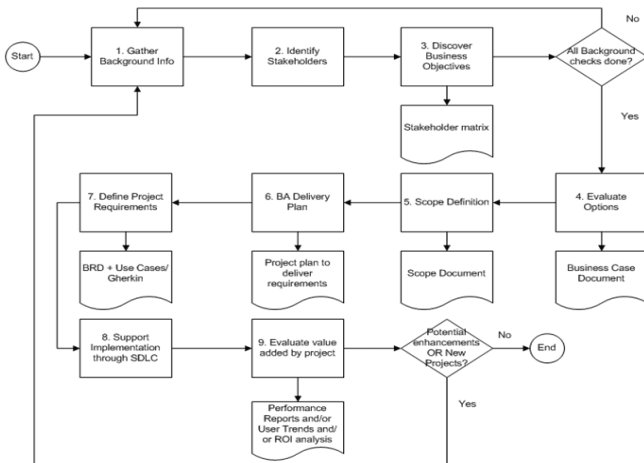 No
Start
1. Gather
Background Info
2. Identify
Stakeholders
3. Discover
Business
Objectives
All Background
checks done?
Yes
Stakeholder matrix
7. Define Project
Requirements
6. BA Delivery
Plan
5. Scope Definition
4. Evaluate
Options
BRD + Use Cases/
Gherkin
Project plan to
deliver
requirements
Scope Document
Business Case
Document
8. Support
Implementation
through SDLC
9. Evaluate value
added by project
Potential
enhancements
OR New
Projects?
No
End
Yes
Performance
Reports and/or
User Trends and/
or ROI analysis